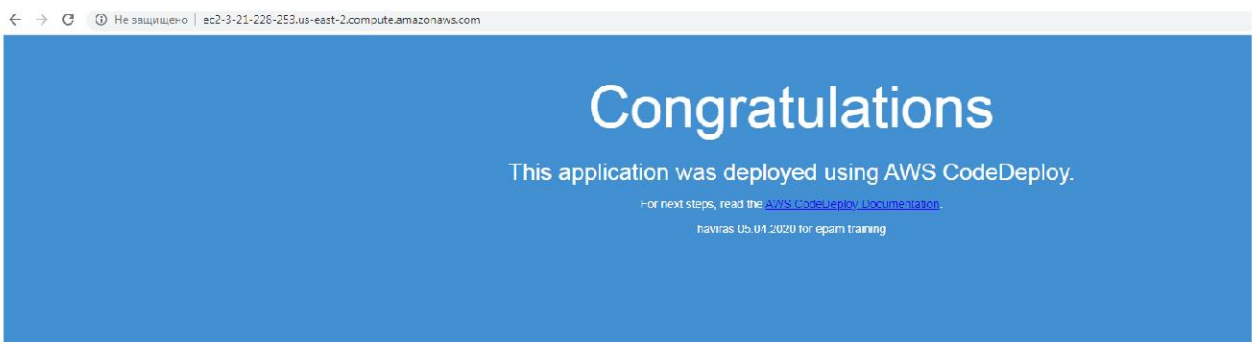 Не защищено | ec2-3-21-228-253.us-east-2.compute.amazonaws.com
Congratulations
This application was deployed using AWS CodeDeploy.
For next steps, read the AWS CodeDeploy Documentation.
haviras 05.04.2020 for epam training